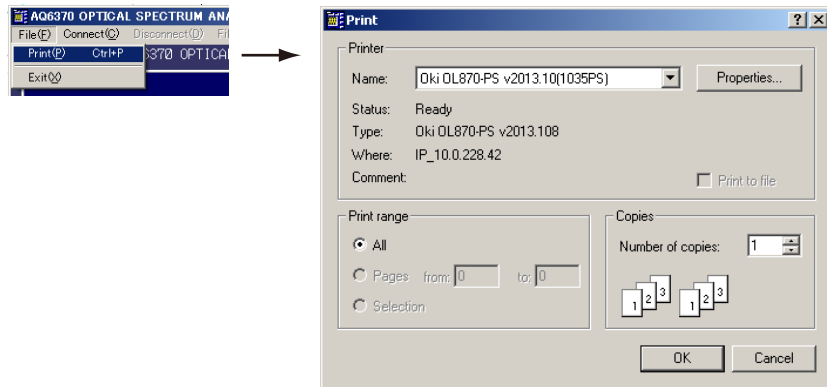 AQ6370 OPTICAL SPECTRUM ANA
File(F) Connect(C) Disconnect(D) Fil
Print(P) Ctrl+P
6370 OPTICA
Exit(X)
Print
Printer
Name: Oki OL870-PS v2013.10(1035PS) Properties...
Status: Ready
Type: Oki OL870-PS v2013.108
Where: IP_10.0.228.42
Comment:
Print to file
Print range
All
Pages from: 0 to: 0
Selection
Copies
Number of copies: 1
1 2 3 1 2 3
OK Cancel